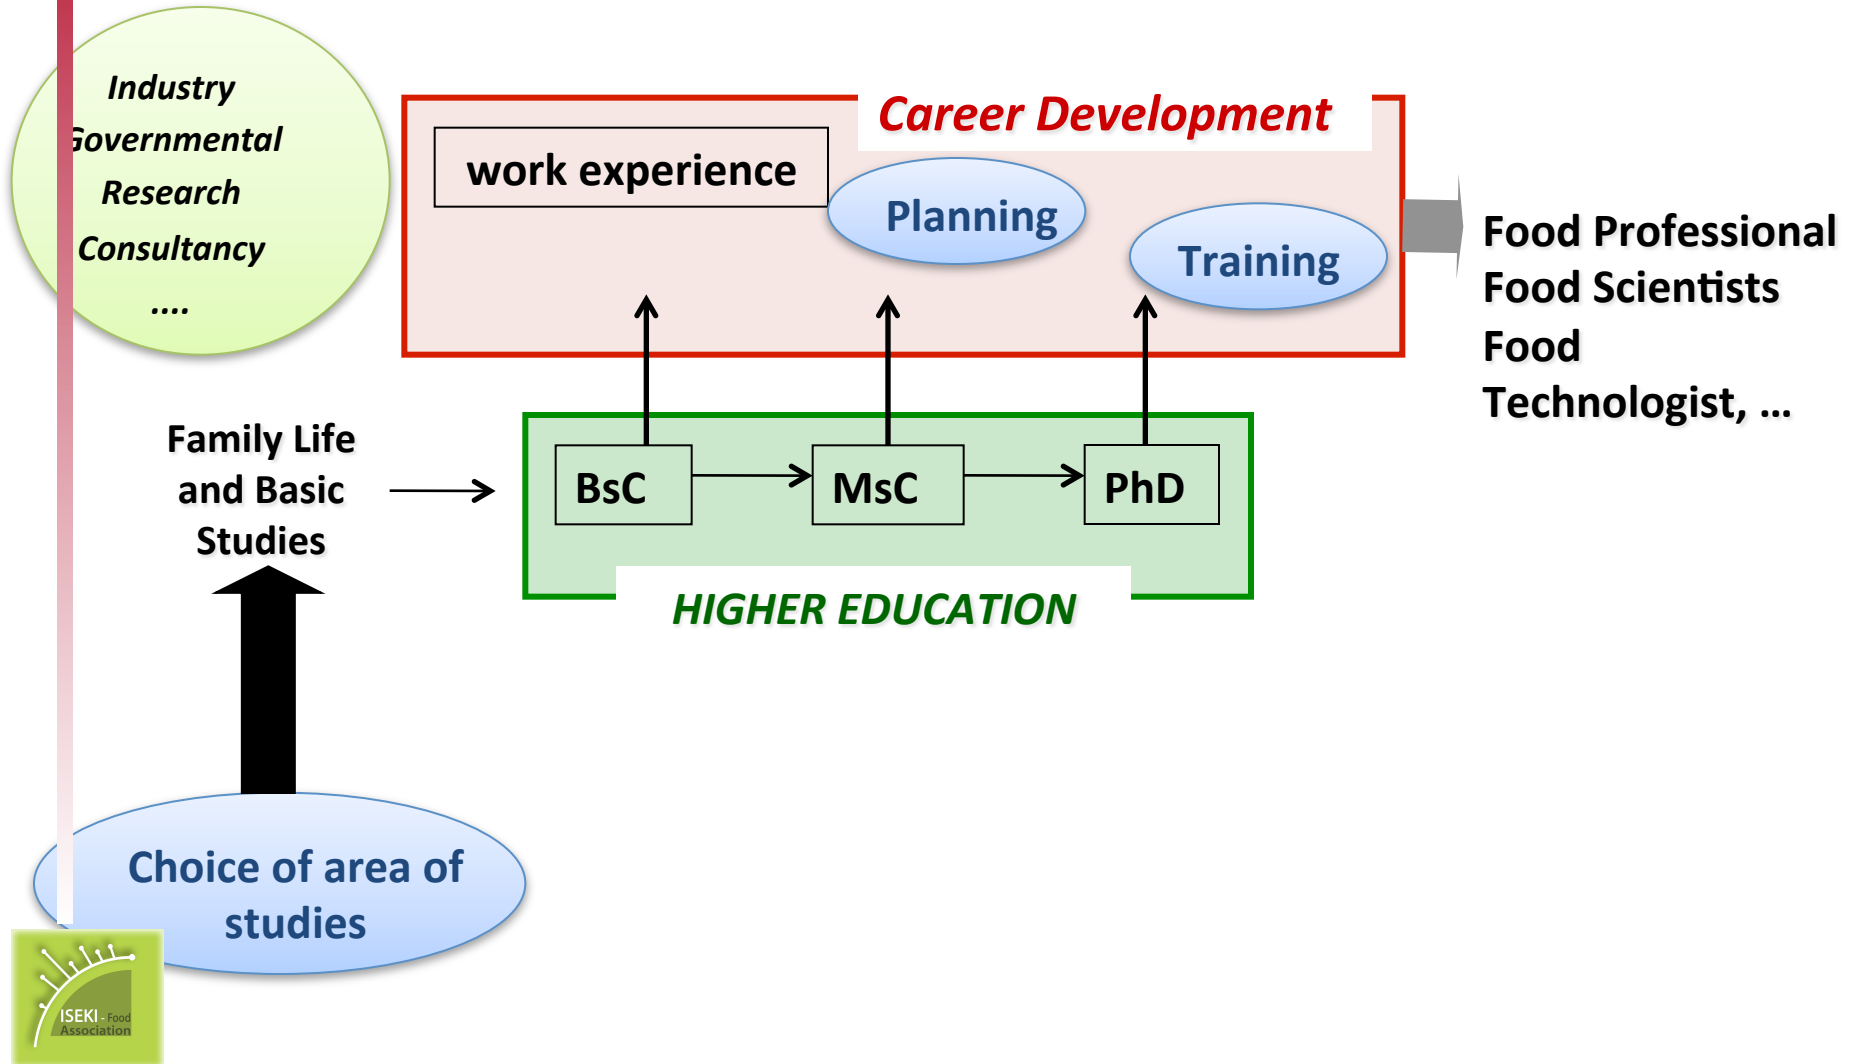 Industry
Governmental
Research
Consultancy
....
Career Development
work experience
Planning
Training
Food Professional
Food Scientists
Food
Technologist, ...
Family Life
and Basic
Studies
BsC
MsC
PhD
HIGHER EDUCATION
Choice of area of
studies
ISEKI - Food
Association